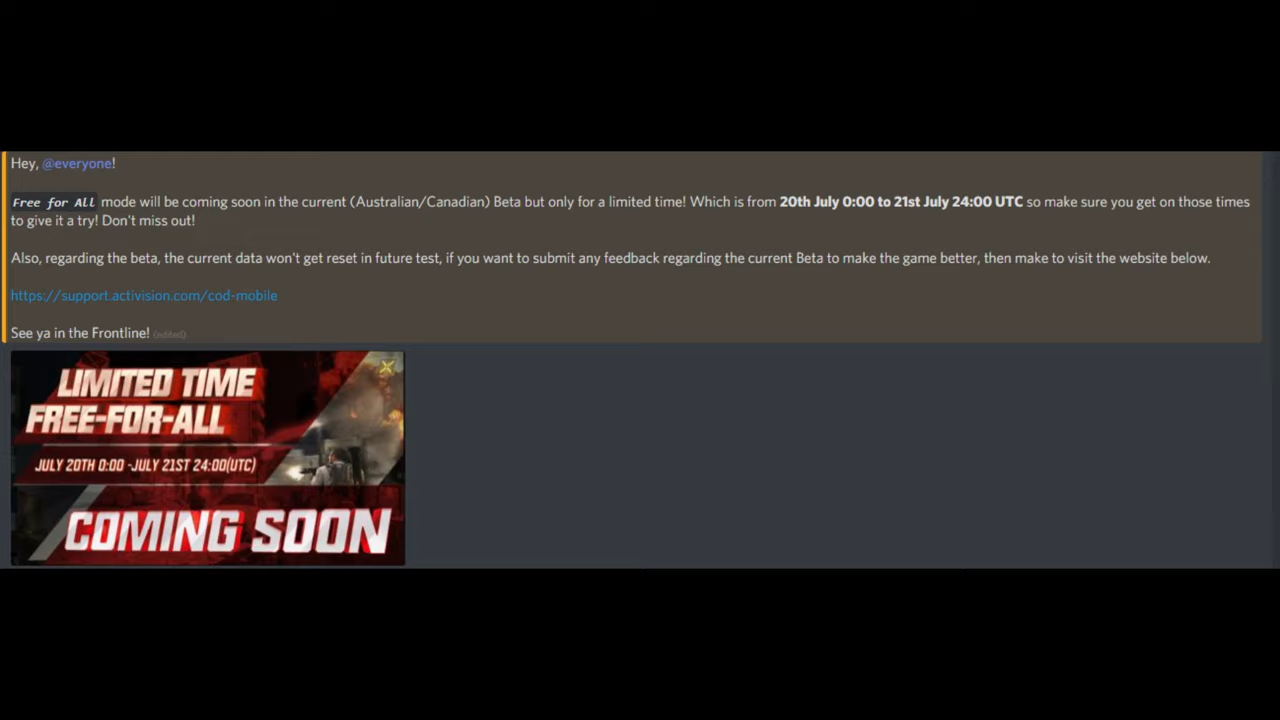 Hey, @everyone!
Free for All mode will be coming soon in the current (Australian/Canadian) Beta but only for a limited time! Which is from 20th July 0:00 to 21st July 24:00 UTC so make sure you get on those times
to give it a try! Don't miss out!
Also, regarding the beta, the current data won't get reset in future test, if you want to submit any feedback regarding the current Beta to make the game better, then make to visit the website below.
https://support.activision.com/cod-mobile
See ya in the Frontline! (edited)
LIMITED TIME
FREE-FOR-ALL
JULY 20TH 0:00 -JULY 21ST 24:00(UTC)
COMING SOON